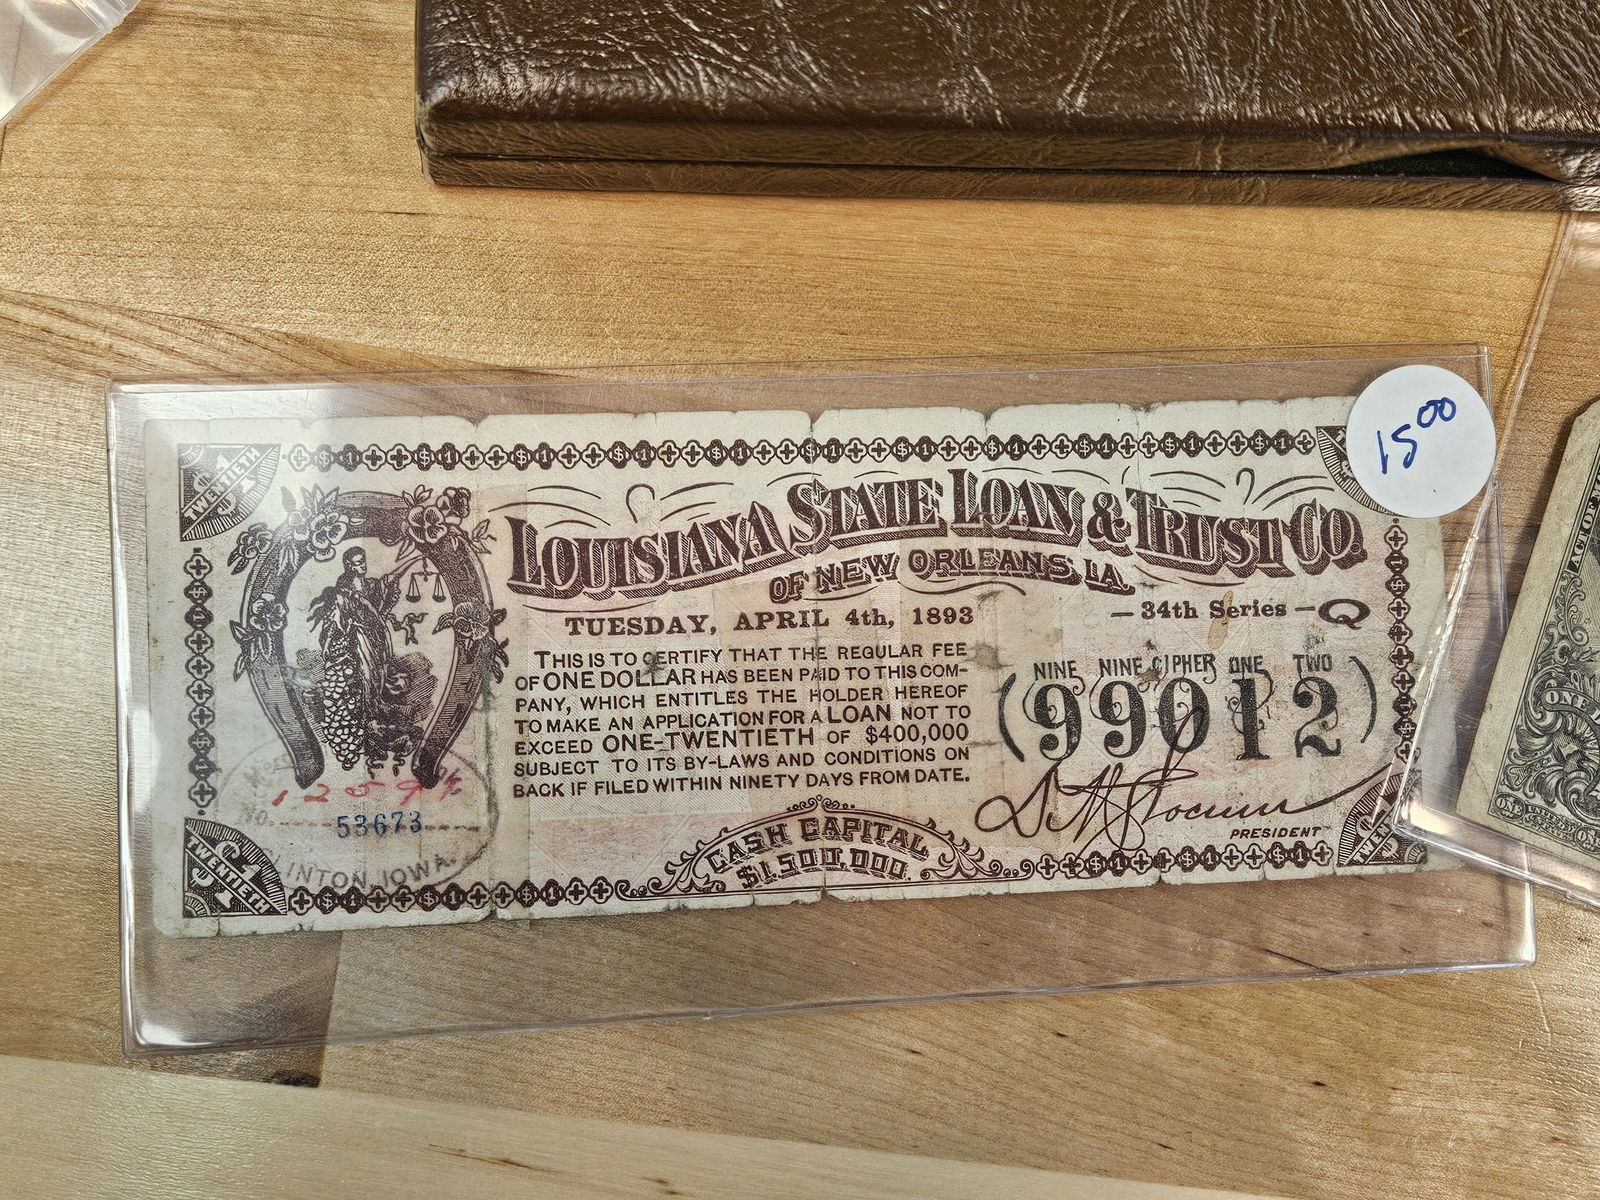 15 00
$1 TWENTIETH
LOUISIANA STATE LOAN & TRUST CO.
OF NEW ORLEANS, LA.
TUESDAY, APRIL 4th, 1893
— 34th Series — Q
THIS IS TO CERTIFY THAT THE REGULAR FEE
OF ONE DOLLAR HAS BEEN PAID TO THIS COM-
PANY, WHICH ENTITLES THE HOLDER HEREOF
TO MAKE AN APPLICATION FOR A LOAN NOT TO
EXCEED ONE-TWENTIETH OF $400,000
SUBJECT TO ITS BY-LAWS AND CONDITIONS ON
BACK IF FILED WITHIN NINETY DAYS FROM DATE.
NINE NINE CIPHER ONE TWO
(99012)
PRESIDENT
No. 53673
CLINTON, IOWA.
$1 TWENTIETH
CASH CAPITAL
$1,500,000.